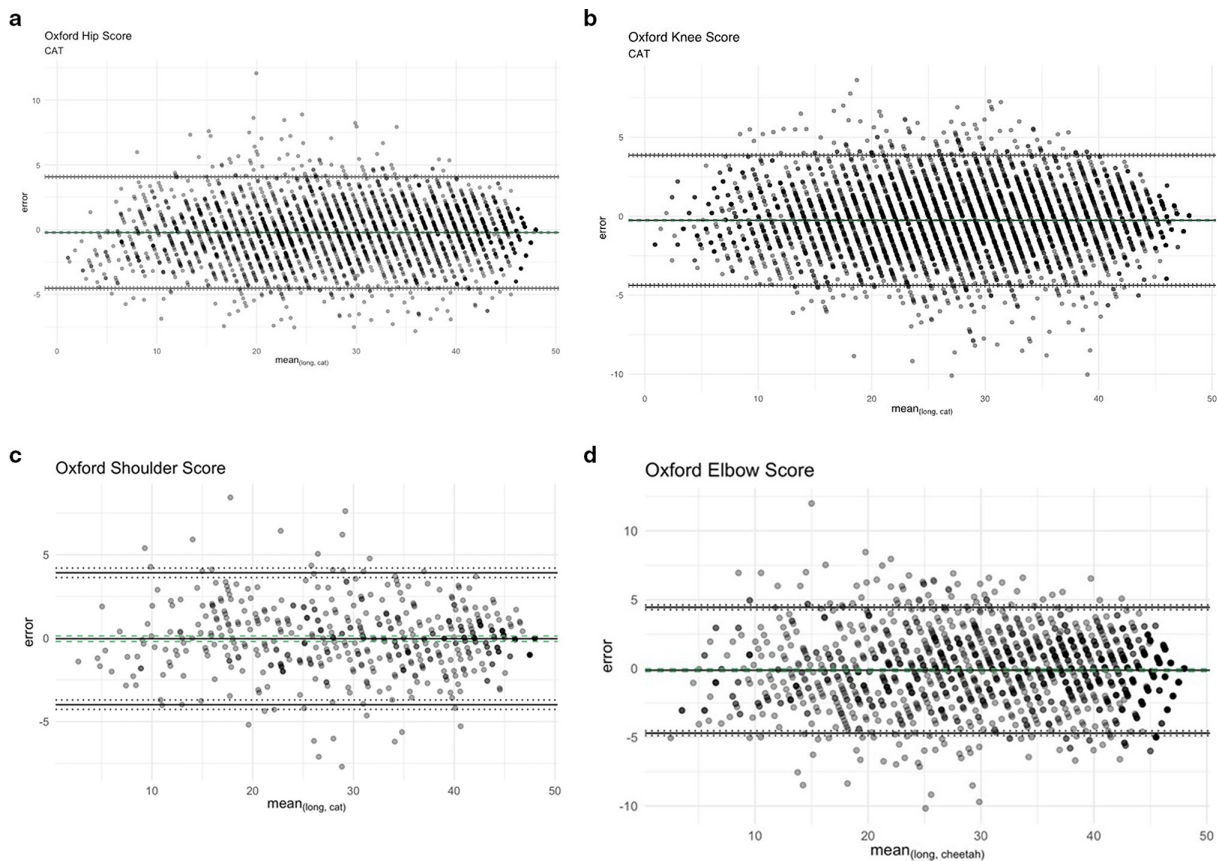 a
Oxford Hip Score
CAT
10
5
0
-5
error
0 10 20 30 40 50
mean(long, cat)
b
Oxford Knee Score
CAT
5
0
-5
-10
error
0 10 20 30 40 50
mean(long, cat)
c
Oxford Shoulder Score
5
0
-5
error
10 20 30 40 50
mean(long, cat)
d
Oxford Elbow Score
10
5
0
-5
-10
error
10 20 30 40 50
mean(long, cheetah)